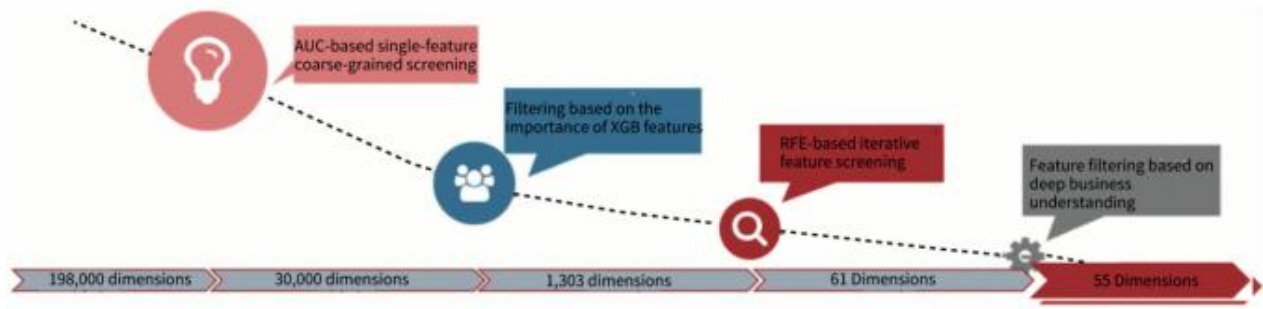 AUC-based single-feature
coarse-grained screening
Filtering based on the
importance of XGB features
RFE-based iterative
feature screening
Feature filtering based on
deep business
understanding
198,000 dimensions
30,000 dimensions
1,303 dimensions
61 Dimensions
55 Dimensions